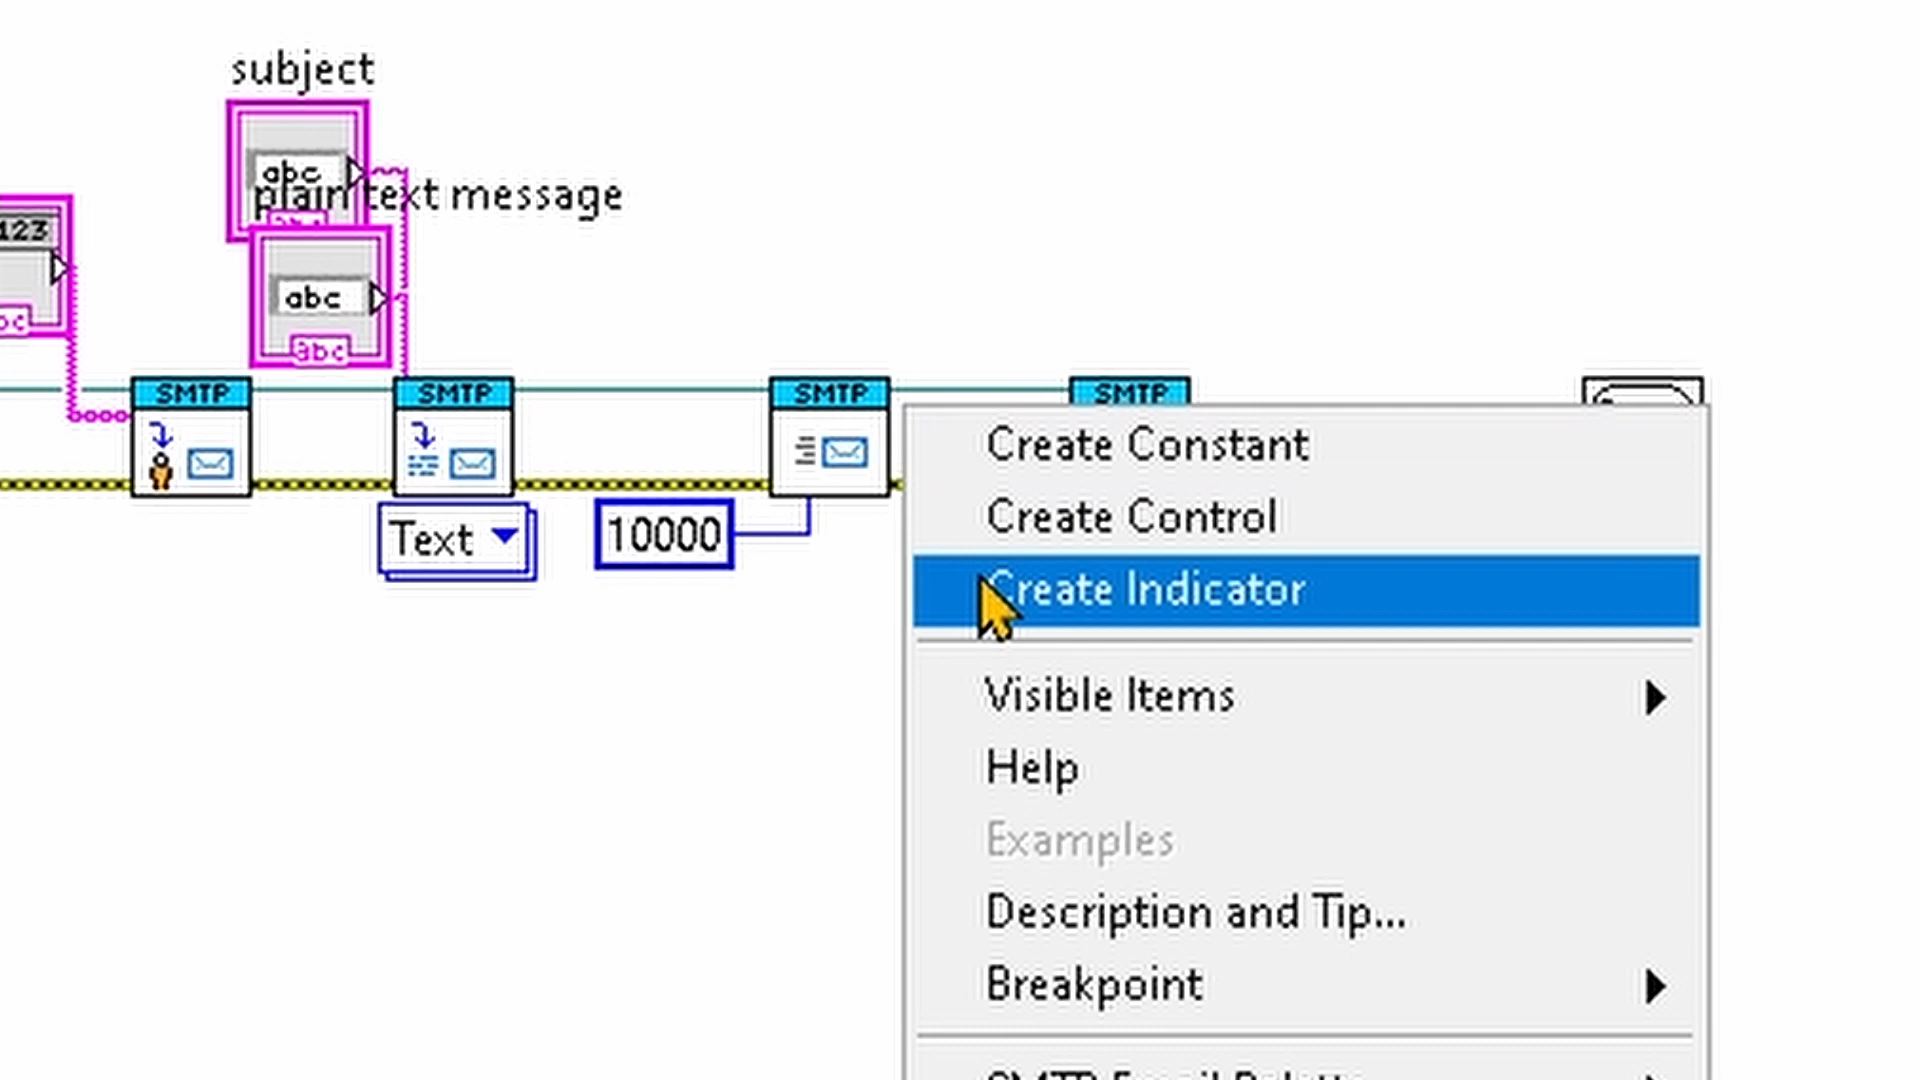 subject
abc
plain text message
123
abc
abc
SMTP
SMTP
SMTP
SMTP
Text
10000
Create Constant
Create Control
Create Indicator
Visible Items
Help
Examples
Description and Tip...
Breakpoint